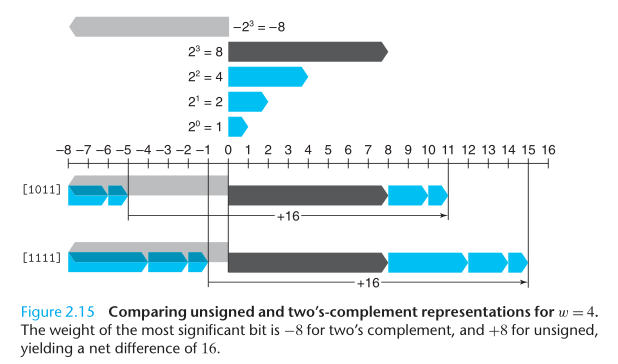 −2³ = −8
2³ = 8
2² = 4
2¹ = 2
2⁰ = 1
−8 −7 −6 −5 −4 −3 −2 −1 0 1 2 3 4 5 6 7 8 9 10 11 12 13 14 15 16
[1011]
+16
[1111]
+16
Figure 2.15 Comparing unsigned and two’s-complement representations for w = 4.
The weight of the most significant bit is −8 for two’s complement, and +8 for unsigned,
yielding a net difference of 16.